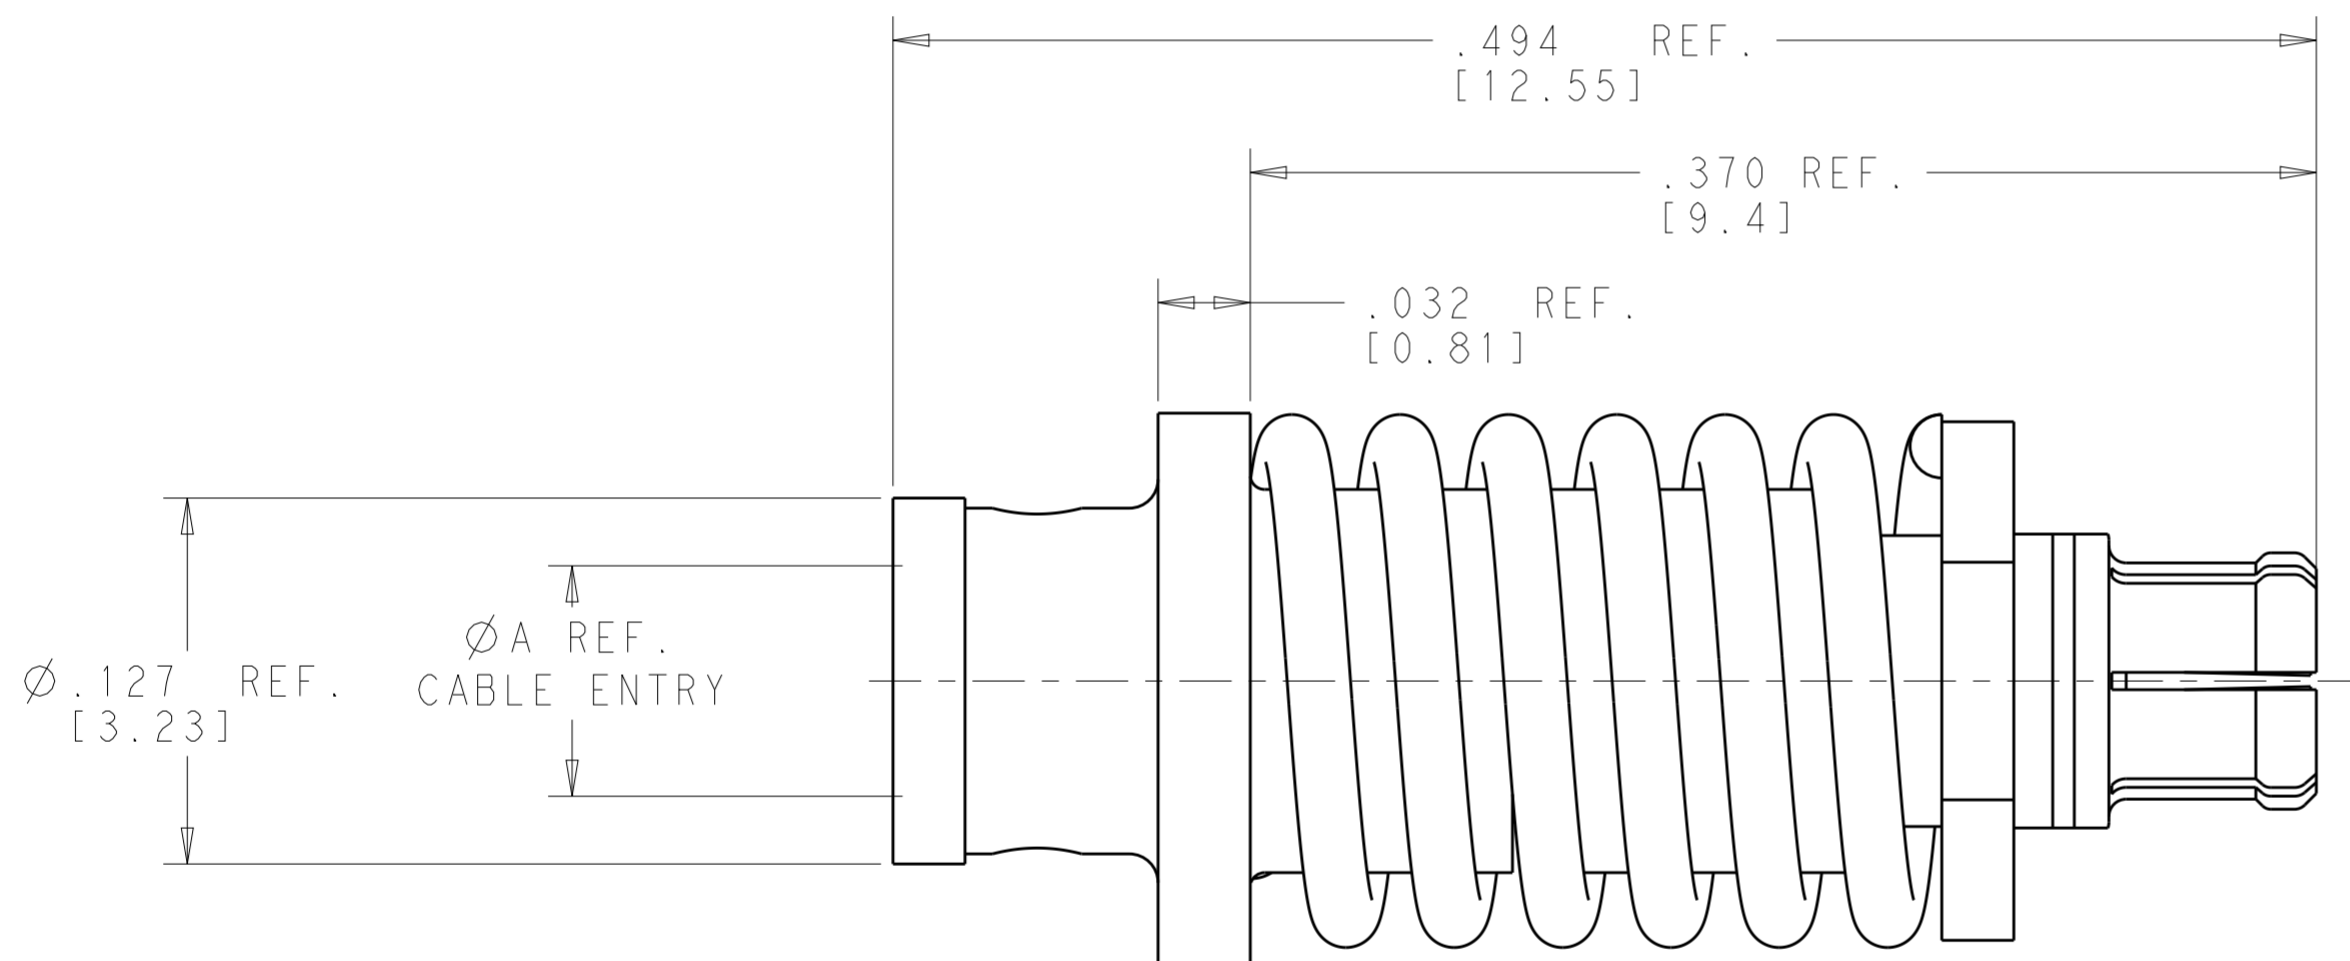 .494 REF.
[12.55]
.370 REF.
[9.4]
.032 REF.
[0.81]
ØA REF.
CABLE ENTRY
Ø.127 REF.
[3.23]